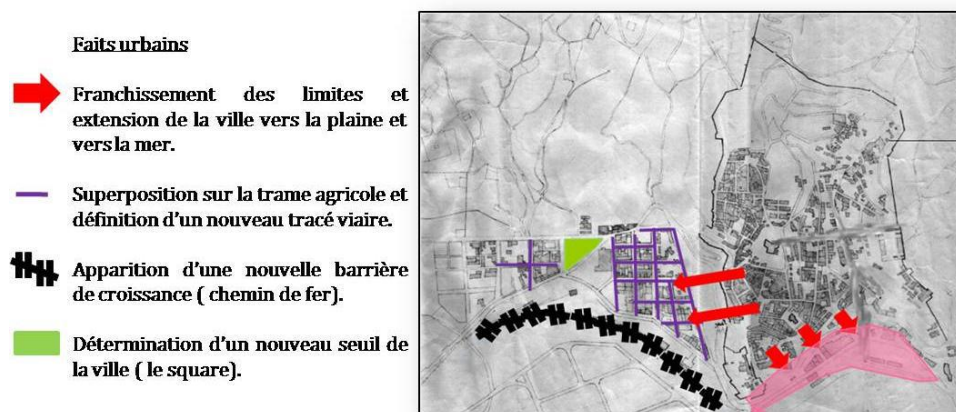 Faits urbains
Franchissement des limites et
extension de la ville vers la plaine et
vers la mer.
Superposition sur la trame agricole et
définition d'un nouveau tracé viaire.
Apparition d'une nouvelle barrière
de croissance ( chemin de fer).
Détermination d'un nouveau seuil de
la ville ( le square).